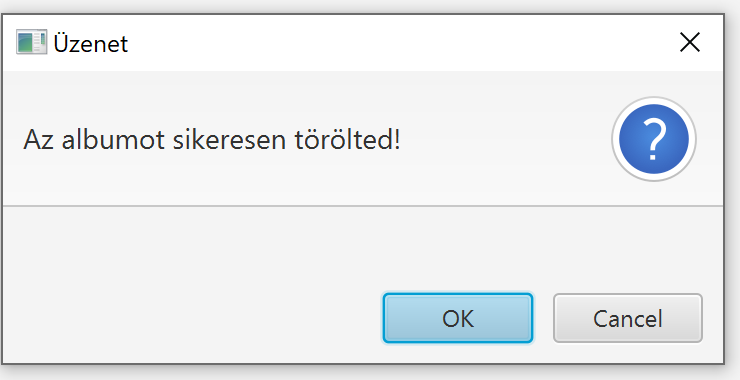 Üzenet
Az albumot sikeresen törölted!
?
OK
Cancel